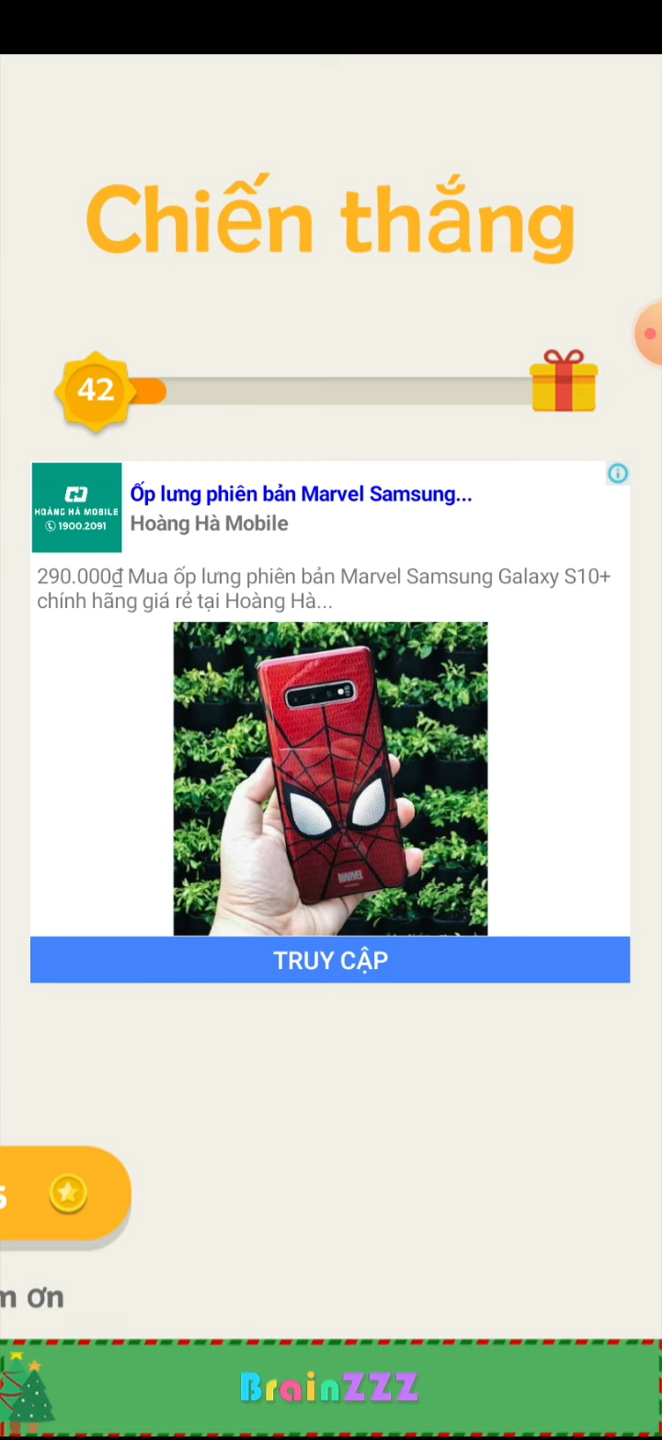 Chiến thắng
42
Ốp lưng phiên bản Marvel Samsung...
HOÀNG HÀ MOBILE
1900.2091
Hoàng Hà Mobile
290.000₫ Mua ốp lưng phiên bản Marvel Samsung Galaxy S10+
chính hãng giá rẻ tại Hoàng Hà...
MARVEL
TRUY CẬP
ơn
BrainZZZ